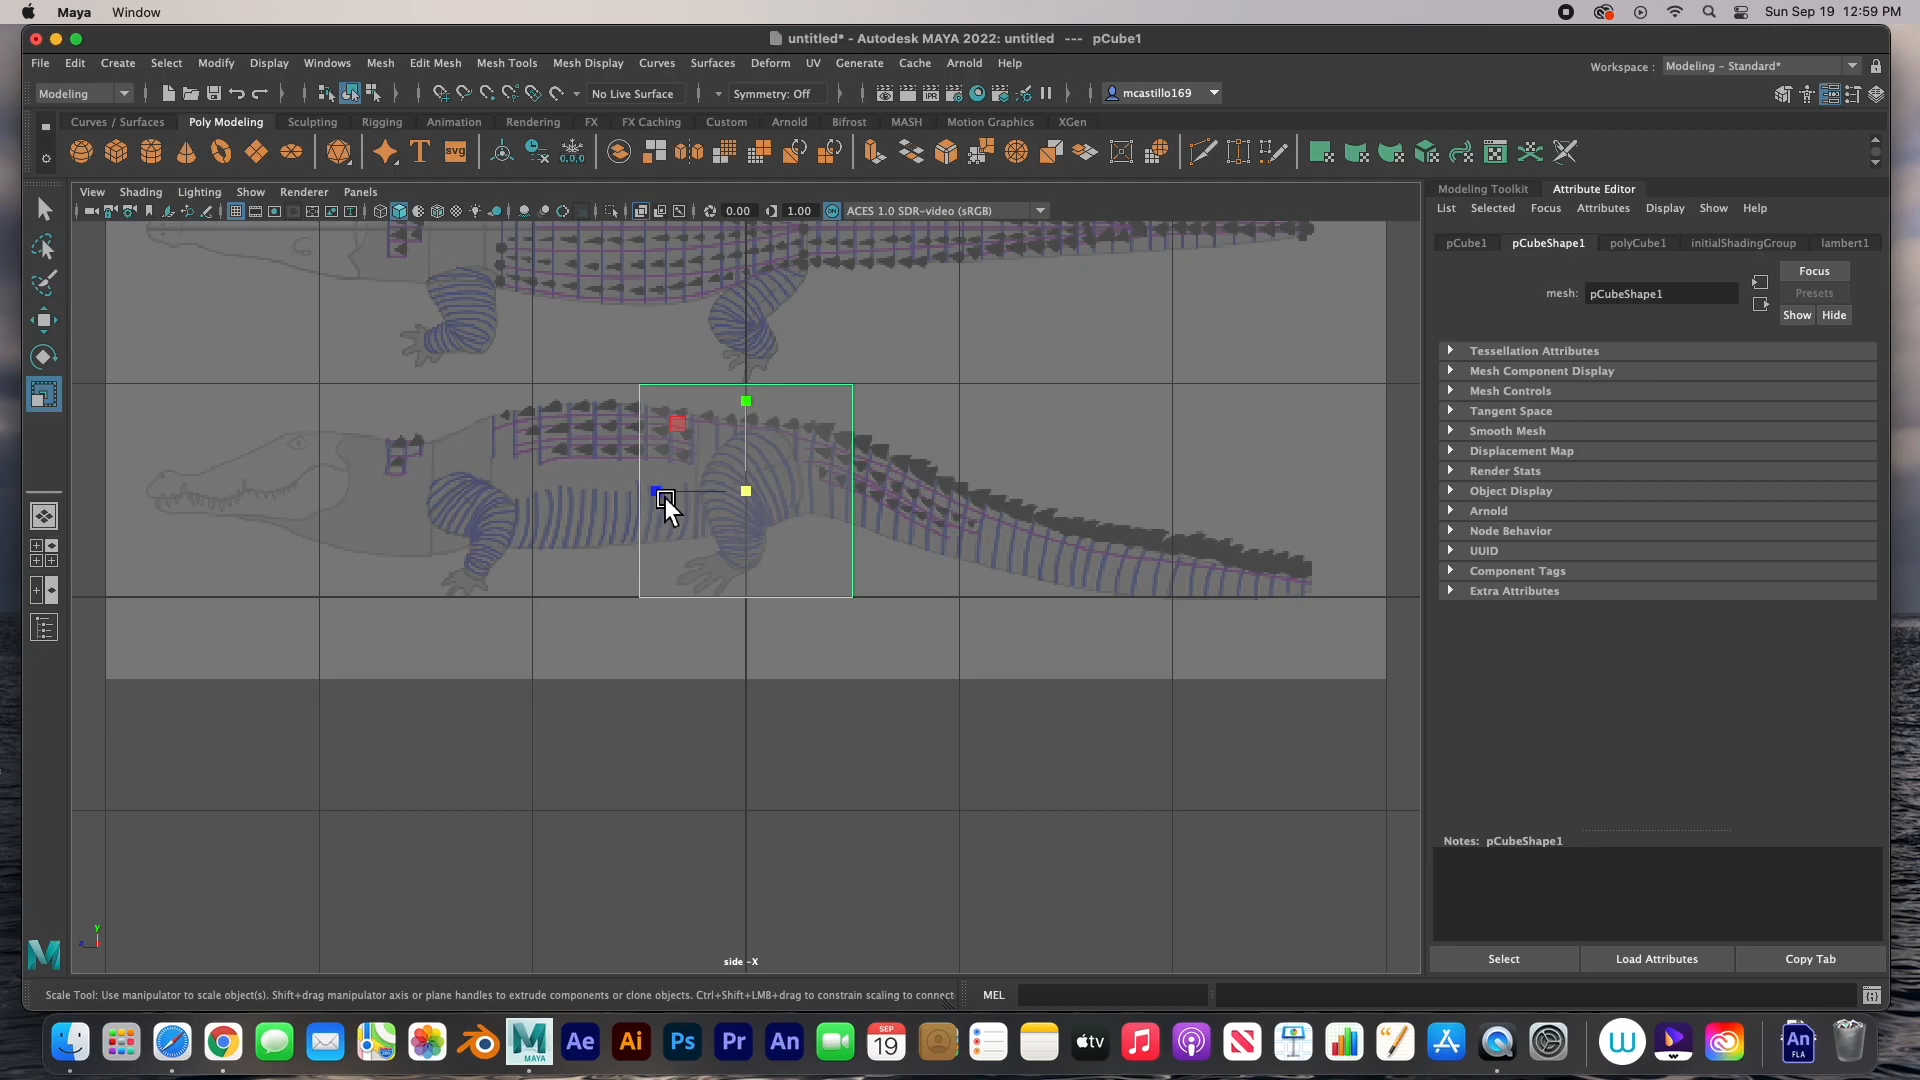 Maya Window Sun Sep 19 12:59 PM
untitled* - Autodesk MAYA 2022: untitled --- pCube1
File Edit Create Select Modify Display Windows Mesh Edit Mesh Mesh Tools Mesh Display Curves Surfaces Deform UV Generate Cache Arnold Help
Workspace : Modeling - Standard*
Modeling No Live Surface Symmetry: Off mcastillo169
Curves / Surfaces Poly Modeling Sculpting Rigging Animation Rendering FX FX Caching Custom Arnold Bifrost MASH Motion Graphics XGen
T svg 0,0,0
View Shading Lighting Show Renderer Panels
0.00 1.00 ON ACES 1.0 SDR-video (sRGB)
Modeling Toolkit Attribute Editor
List Selected Focus Attributes Display Show Help
pCube1 pCubeShape1 polyCube1 initialShadingGroup lambert1
Focus
mesh: pCubeShape1 Presets
Show Hide
Tessellation Attributes
Mesh Component Display
Mesh Controls
Tangent Space
Smooth Mesh
Displacement Map
Render Stats
Object Display
Arnold
Node Behavior
UUID
Component Tags
Extra Attributes
Notes: pCubeShape1
Select Load Attributes Copy Tab
y
z
side -X
Scale Tool: Use manipulator to scale object(s). Shift+drag manipulator axis or plane handles to extrude components or clone objects. Ctrl+Shift+LMB+drag to constrain scaling to connect
MEL
MAYA Ae Ai Ps Pr An SEP 19 tv W An FLA